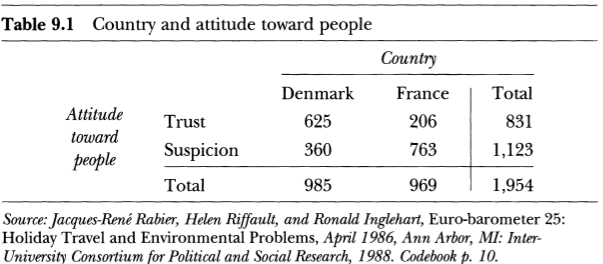 Table 9.1 Country and attitude toward people
Country
Denmark France Total
Attitude toward people
Trust 625 206 831
Suspicion 360 763 1,123
Total 985 969 1,954
Source: Jacques-René Rabier, Helen Riffault, and Ronald Inglehart, Euro-barometer 25:
Holiday Travel and Environmental Problems, April 1986, Ann Arbor, MI: Inter-
University Consortium for Political and Social Research, 1988. Codebook p. 10.